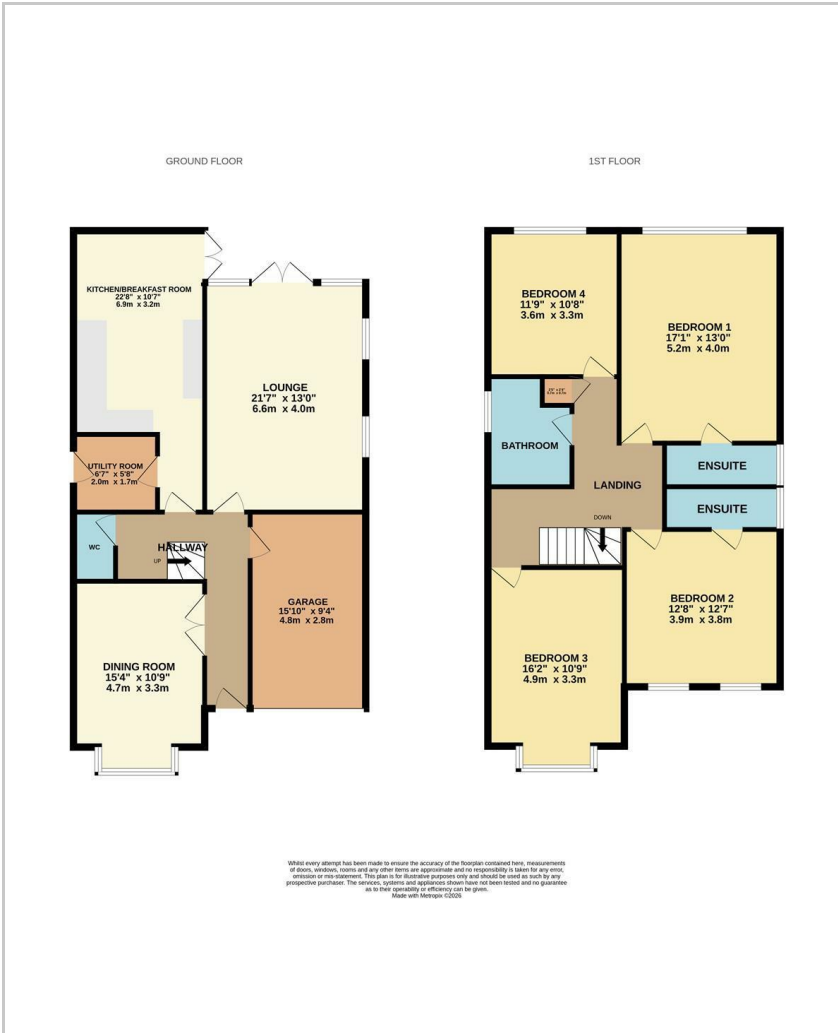 GROUND FLOOR
KITCHEN/BREAKFAST ROOM
22'8" x 10'7"
6.9m x 3.2m
LOUNGE
21'7" x 13'0"
6.6m x 4.0m
UTILITY ROOM
6'7" x 5'8"
2.0m x 1.7m
WC
HALLWAY
UP
GARAGE
15'10" x 9'4"
4.8m x 2.8m
DINING ROOM
15'4" x 10'9"
4.7m x 3.3m
1ST FLOOR
BEDROOM 4
11'9" x 10'8"
3.6m x 3.3m
BEDROOM 1
17'1" x 13'0"
5.2m x 4.0m
BATHROOM
ENSUITE
LANDING
ENSUITE
DOWN
BEDROOM 2
12'8" x 12'7"
3.9m x 3.8m
BEDROOM 3
16'2" x 10'9"
4.9m x 3.3m
Whilst every attempt has been made to ensure the accuracy of the floorplan contained here, measurements
of doors, windows, rooms and any other items are approximate and no responsibility is taken for any error,
omission or mis-statement. This plan is for illustrative purposes only and should be used as such by any
prospective purchaser. The services, systems and appliances shown have not been tested and no guarantee
as to their operability or efficiency can be given.
Made with Metropix ©2026